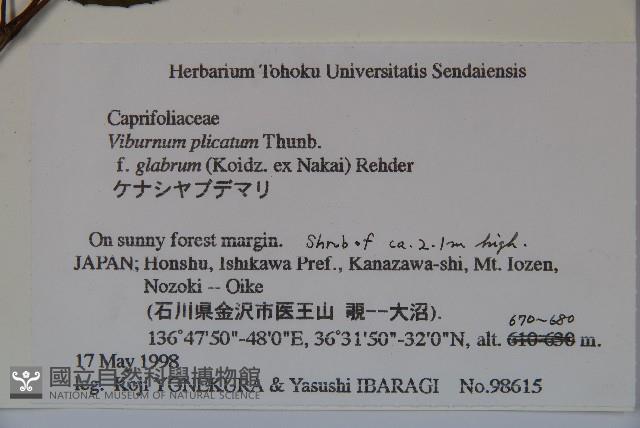 Herbarium Tohoku Universitatis Sendaiensis
Caprifoliaceae
Viburnum plicatum Thunb.
f. glabrum (Koidz. ex Nakai) Rehder
ケナシヤブデマリ
On sunny forest margin. Shrub of ca. 2.1m high.
JAPAN; Honshu, Ishikawa Pref., Kanazawa-shi, Mt. Iozen,
Nozoki -- Oike
(石川県金沢市医王山 覗--大沼).
670~680
136°47'50"-48'0"E, 36°31'50"-32'0"N, alt. 610-630 m.
17 May 1998
leg. Koji YONEKURA & Yasushi IBARAGI No.98615
國立自然科學博物館
NATIONAL MUSEUM OF NATURAL SCIENCE